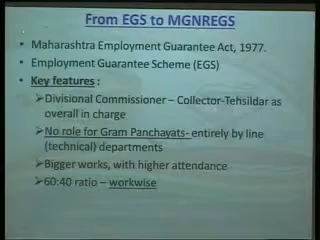 From EGS to MGNREGS
• Maharashtra Employment Guarantee Act, 1977.
• Employment Guarantee Scheme (EGS)
• Key features :
➢Divisional Commissioner – Collector-Tehsildar as
overall in charge
➢No role for Gram Panchayats- entirely by line
(technical) departments
➢Bigger works, with higher attendance
➢60:40 ratio – workwise